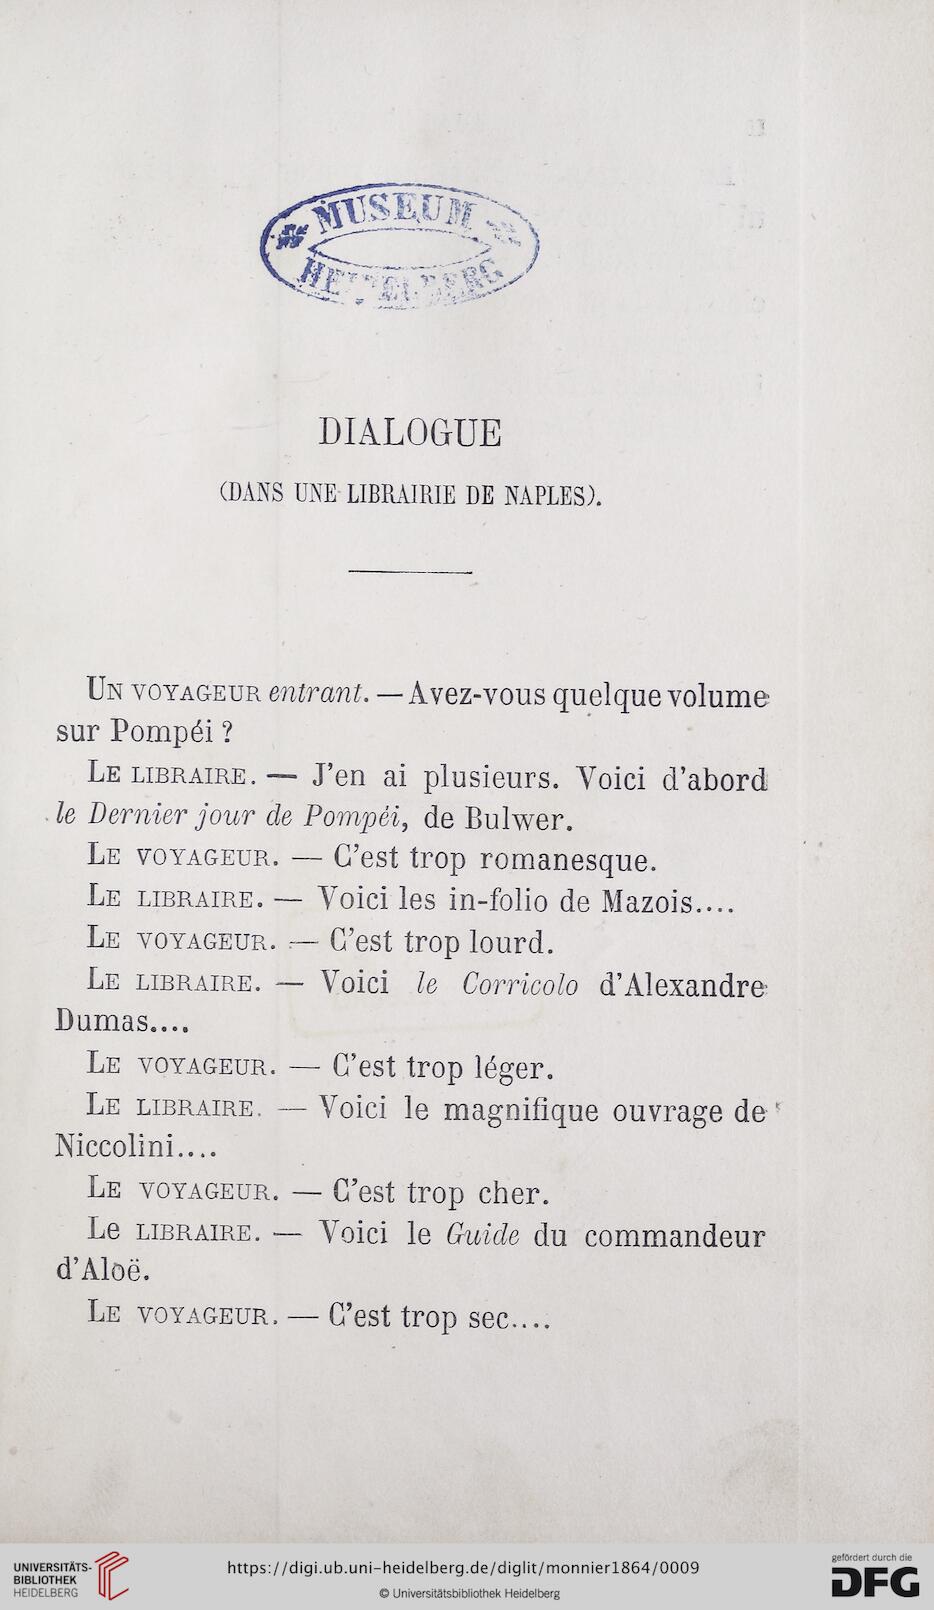 MUSEUM
HEIDELBERG
DIALOGUE
(DANS UNE LIBRAIRIE DE NAPLES).
UN VOYAGEUR entrant. — Avez-vous quelque volume
sur Pompéi ?
LE LIBRAIRE. — J'en ai plusieurs. Voici d'abord
le Dernier jour de Pompéi, de Bulwer.
LE VOYAGEUR. — C'est trop romanesque.
LE LIBRAIRE. — Voici les in-folio de Mazois....
LE VOYAGEUR. — C'est trop lourd.
LE LIBRAIRE. — Voici le Corricolo d'Alexandre
Dumas....
LE VOYAGEUR. — C'est trop léger.
LE LIBRAIRE. — Voici le magnifique ouvrage de
Niccolini....
LE VOYAGEUR. — C'est trop cher.
Le LIBRAIRE. — Voici le Guide du commandeur
d'Aloë.
LE VOYAGEUR. — C'est trop sec....
UNIVERSITÄTS-
BIBLIOTHEK
HEIDELBERG
https://digi.ub.uni-heidelberg.de/diglit/monnier1864/0009
© Universitätsbibliothek Heidelberg
gefördert durch die
DFG